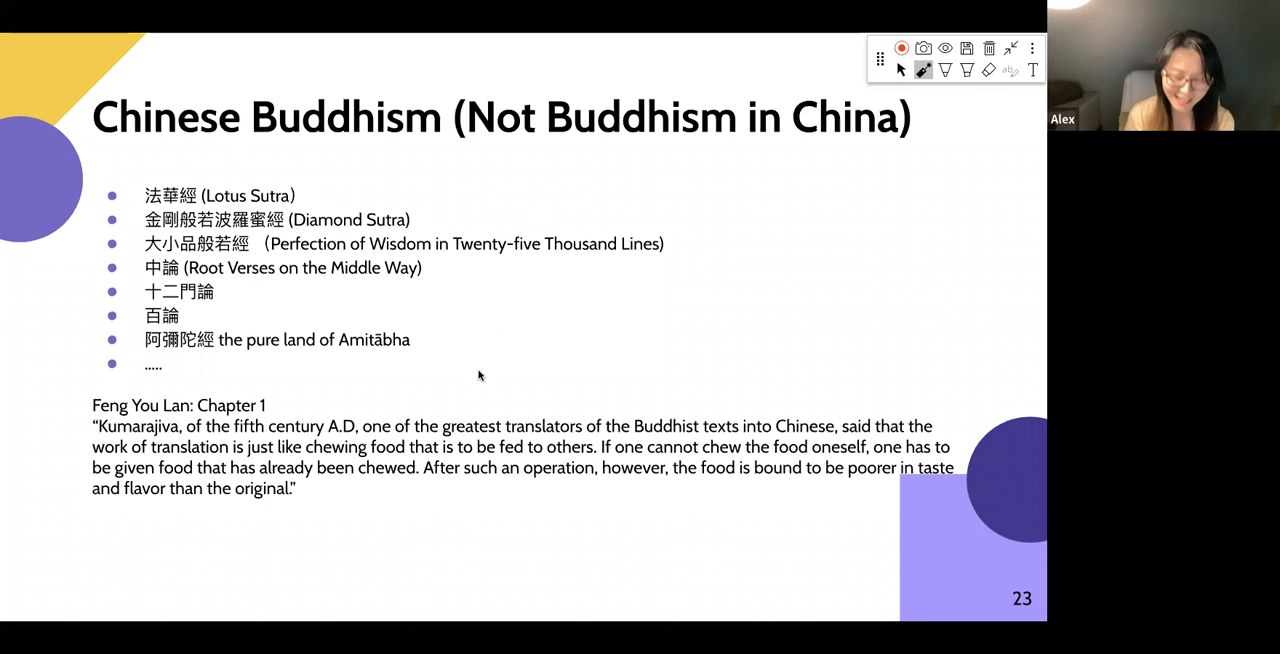 Chinese Buddhism (Not Buddhism in China)
法華經 (Lotus Sutra)
金剛般若波羅蜜經 (Diamond Sutra)
大小品般若經 （Perfection of Wisdom in Twenty-five Thousand Lines)
中論 (Root Verses on the Middle Way)
十二門論
百論
阿彌陀經 the pure land of Amitābha
.....
Feng You Lan: Chapter 1
“Kumarajiva, of the fifth century A.D, one of the greatest translators of the Buddhist texts into Chinese, said that the
work of translation is just like chewing food that is to be fed to others. If one cannot chew the food oneself, one has to
be given food that has already been chewed. After such an operation, however, the food is bound to be poorer in taste
and flavor than the original.”
23
Alex